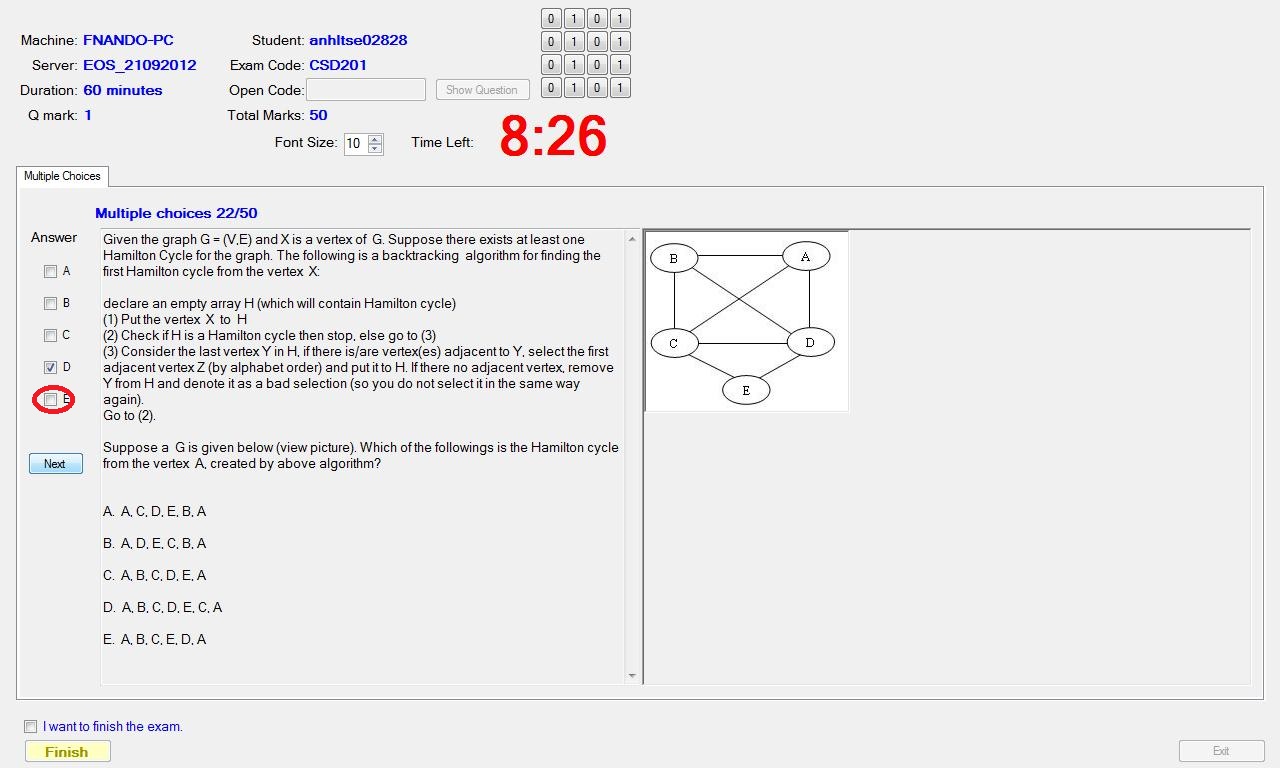 Machine: FNANDO-PC Student: anhltse02828
Server: EOS_21092012 Exam Code: CSD201
Duration: 60 minutes Open Code: Show Question
Q mark: 1 Total Marks: 50
0 1 0 1
0 1 0 1
0 1 0 1
0 1 0 1
Font Size: 10 Time Left: 8:26
Multiple Choices
Multiple choices 22/50
Answer
A
B
C
D
E
Next
Given the graph G = (V,E) and X is a vertex of G. Suppose there exists at least one
Hamilton Cycle for the graph. The following is a backtracking algorithm for finding the
first Hamilton cycle from the vertex X:
declare an empty array H (which will contain Hamilton cycle)
(1) Put the vertex X to H
(2) Check if H is a Hamilton cycle then stop, else go to (3)
(3) Consider the last vertex Y in H, if there is/are vertex(es) adjacent to Y, select the first
adjacent vertex Z (by alphabet order) and put it to H. If there no adjacent vertex, remove
Y from H and denote it as a bad selection (so you do not select it in the same way
again).
Go to (2).
Suppose a G is given below (view picture). Which of the followings is the Hamilton cycle
from the vertex A, created by above algorithm?
A. A, C, D, E, B, A
B. A, D, E, C, B, A
C. A, B, C, D, E, A
D. A, B, C, D, E, C, A
E. A, B, C, E, D, A
B A
C D
E
I want to finish the exam.
Finish Exit